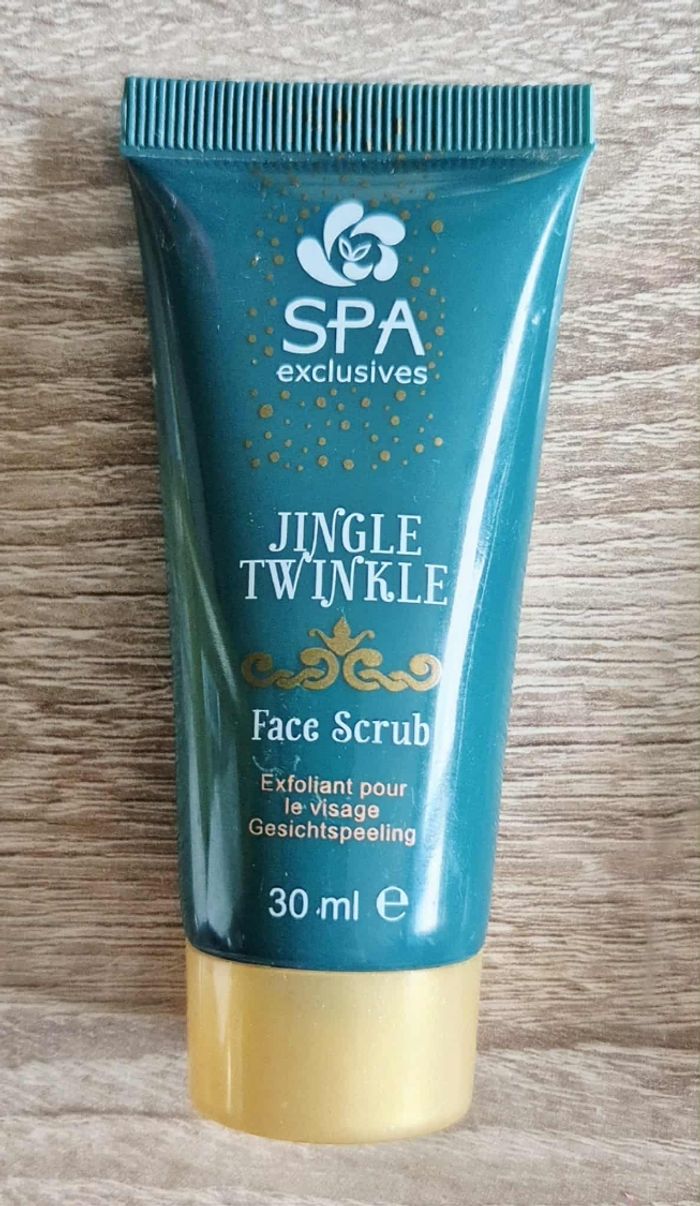 SPA
exclusives
JINGLE
TWINKLE
Face Scrub
Exfoliant pour
le visage
Gesichtspeeling
30 ml ℮